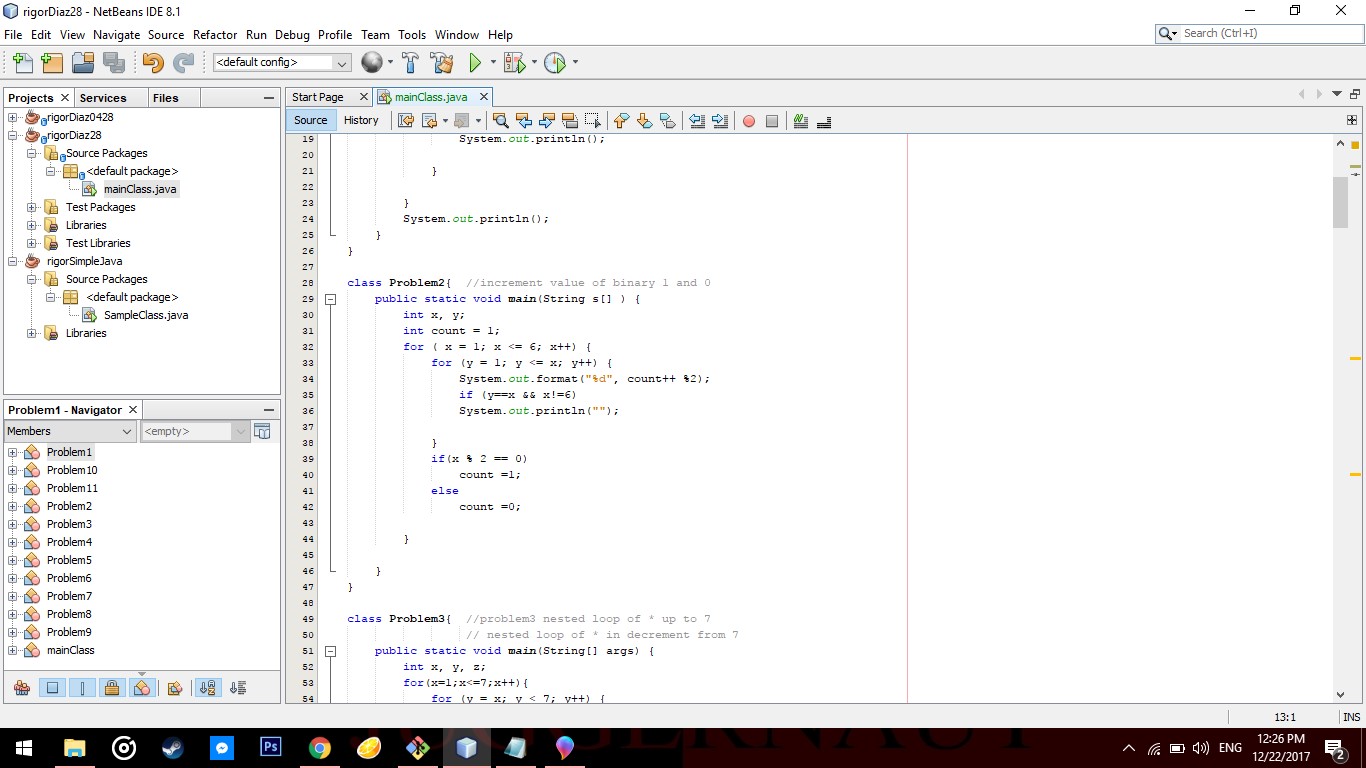 rigorDiaz28 - NetBeans IDE 8.1
File Edit View Navigate Source Refactor Run Debug Profile Team Tools Window Help
Search (Ctrl+I)
<default config>
Projects Services Files
rigorDiaz0428
rigorDiaz28
Source Packages
<default package>
mainClass.java
Test Packages
Libraries
Test Libraries
rigorSimpleJava
Source Packages
<default package>
SampleClass.java
Libraries
Problem1 - Navigator
Members <empty>
Problem1
Problem10
Problem11
Problem2
Problem3
Problem4
Problem5
Problem6
Problem7
Problem8
Problem9
mainClass
Start Page mainClass.java
Source History
19 System.out.println();
20
21 }
22
23 }
24 System.out.println();
25 }
26 }
27
28 class Problem2{ //increment value of binary 1 and 0
29 public static void main(String s[] ) {
30 int x, y;
31 int count = 1;
32 for ( x = 1; x <= 6; x++) {
33 for (y = 1; y <= x; y++) {
34 System.out.format("%d", count++ %2);
35 if (y==x && x!=6)
36 System.out.println("");
37
38 }
39 if(x % 2 == 0)
40 count =1;
41 else
42 count =0;
43
44 }
45
46 }
47 }
48
49 class Problem3{ //problem3 nested loop of * up to 7
50 // nested loop of * in decrement from 7
51 public static void main(String[] args) {
52 int x, y, z;
53 for(x=1;x<=7;x++){
54 for (y = x; y < 7; y++) {
13:1 INS
Ps
ENG
12:26 PM
12/22/2017
2